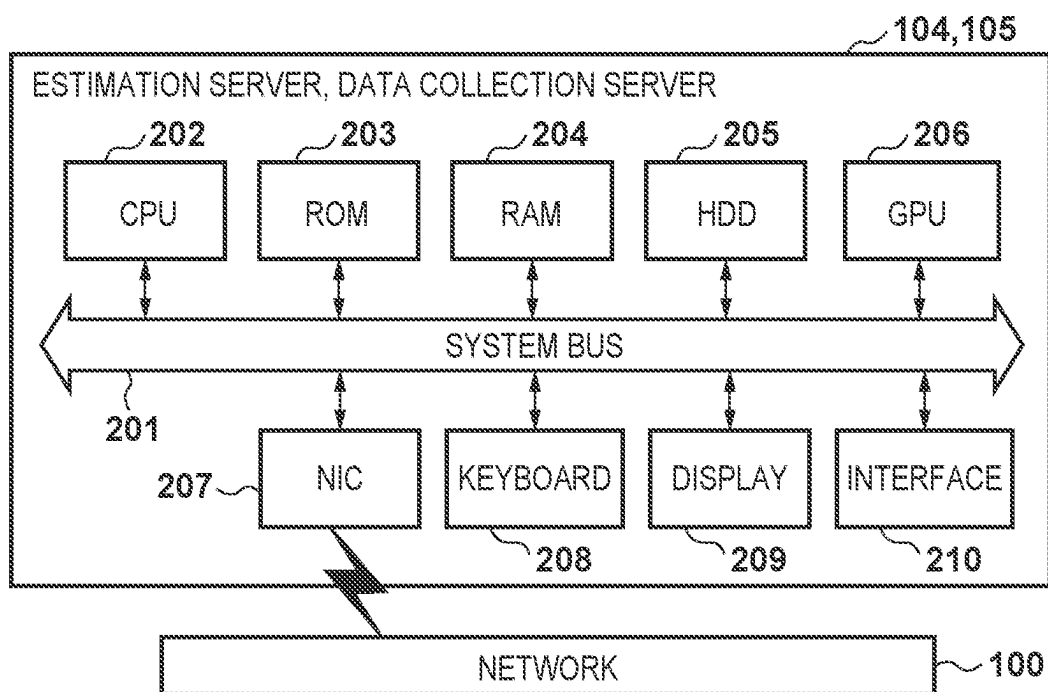 104,105
ESTIMATION SERVER, DATA COLLECTION SERVER
202 203 204 205 206
CPU ROM RAM HDD GPU
SYSTEM BUS
201
207 NIC KEYBOARD DISPLAY INTERFACE
208 209 210
NETWORK 100